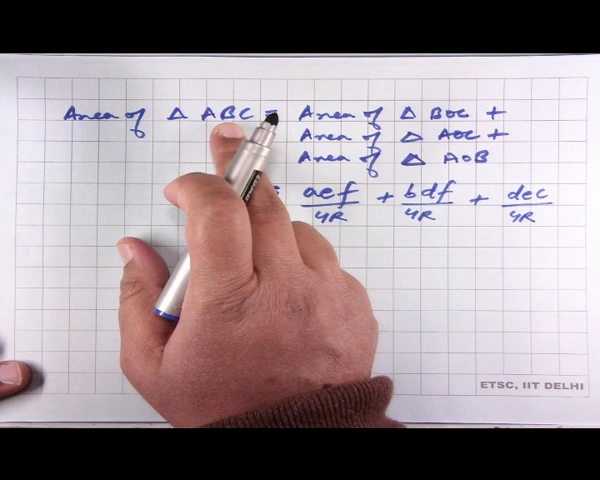 Area of Δ ABC = Area of Δ BOC +
Area of Δ AOC +
Area of Δ AOB
= aef/4R + bdf/4R + dec/4R
ETSC, IIT DELHI